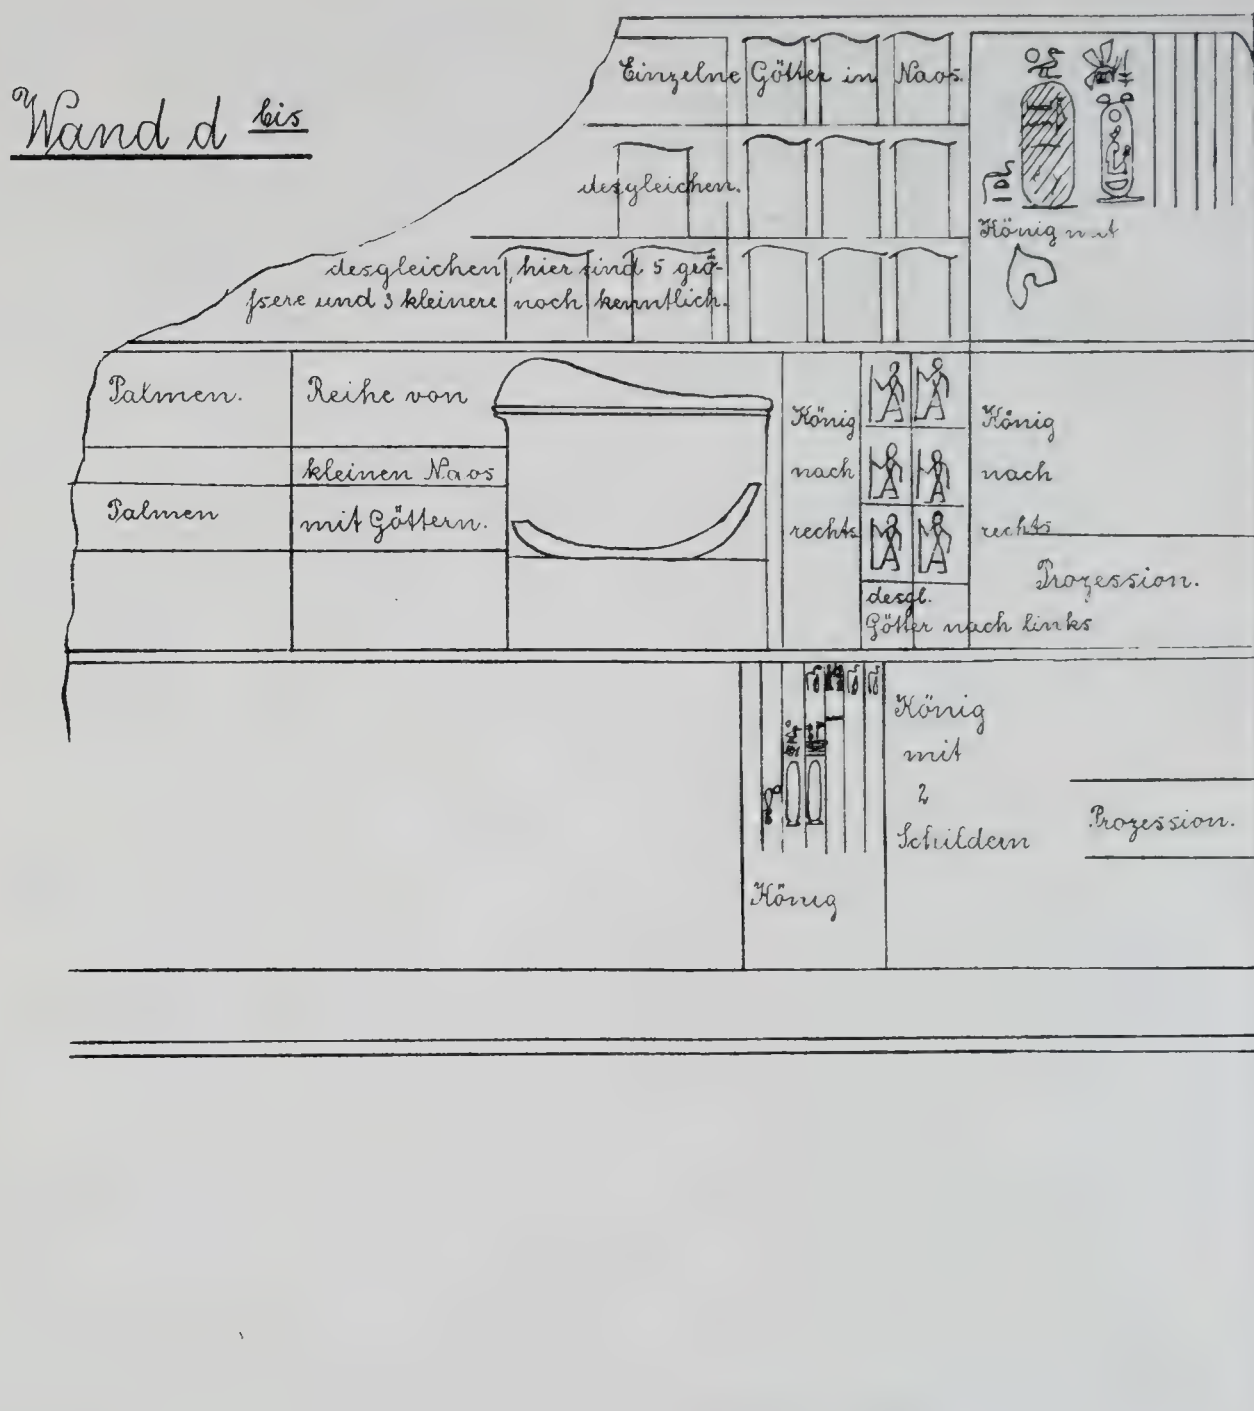 Wand d bis
Einzelne Götter in Naos.
desgleichen.
König mit
desgleichen, hier sind 5 grö-
ssere und 3 kleinere noch kenntlich.
Palmen.
Reihe von
kleinen Naos
mit Göttern.
Palmen
König
nach
rechts
desgl.
Götter nach links
König
nach
rechts
Prozession.
König
mit
2
Schildern
Prozession.
König